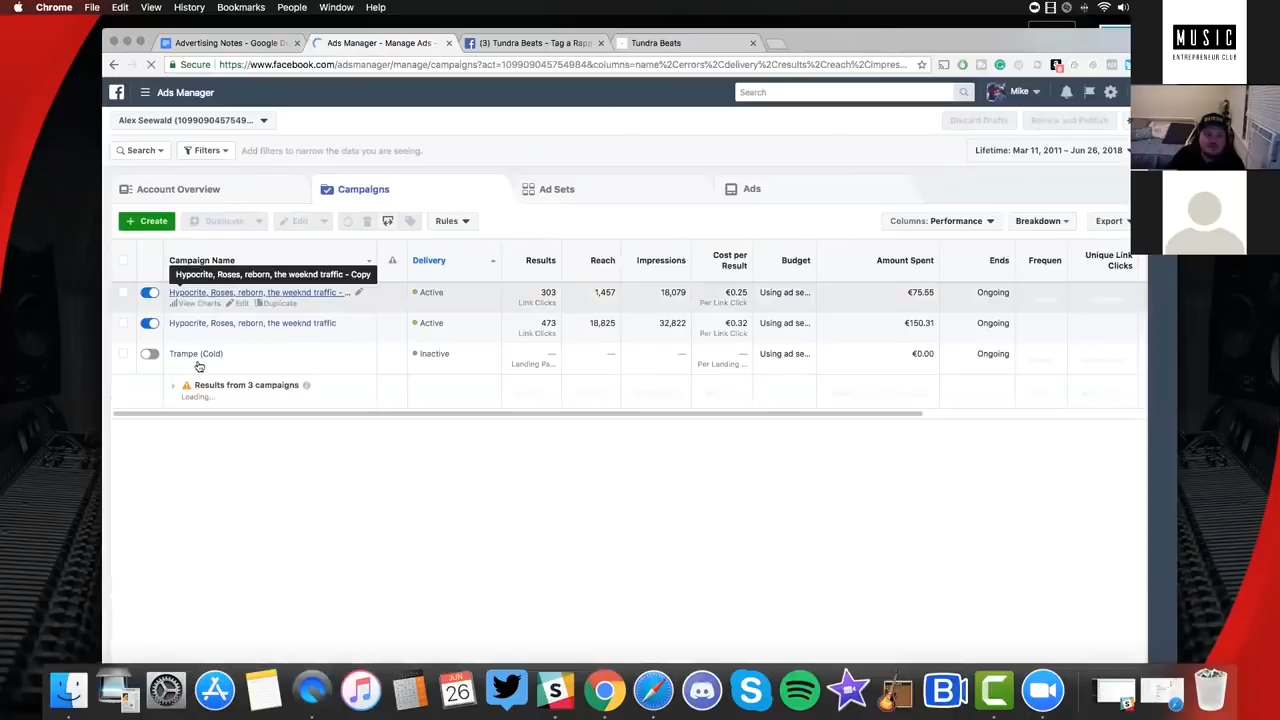 Chrome File Edit View History Bookmarks People Window Help
Advertising Notes - Google D
Ads Manager - Manage Ads -
(3) Tundra Beats - Tag a Rap
Tundra Beats
Secure
https://www.facebook.com/adsmanager/manage/campaigns?act=109909045754984&columns=name%2Cerrors%2Cdelivery%2Cresults%2Creach%2Cimpres...
Ads Manager
Search
Mike
Alex Seewald (1099090457549...
Discard Drafts
Review and Publish
Search
Filters
Add filters to narrow the data you are seeing.
Lifetime: Mar 11, 2011 – Jun 26, 2018
Account Overview
Campaigns
Ad Sets
Ads
+ Create
Duplicate
Edit
Rules
Columns: Performance
Breakdown
Export
Campaign Name
Delivery
Results
Reach
Impressions
Cost per
Result
Budget
Amount Spent
Ends
Frequen
Unique Link
Clicks
Hypocrite, Roses, reborn, the weeknd traffic - Copy
Hypocrite, Roses, reborn, the weeknd traffic - ...
View Charts Edit Duplicate
Active
303
Link Clicks
1,457
18,079
€0.25
Per Link Click
Using ad se...
€75.55
Ongoing
Hypocrite, Roses, reborn, the weeknd traffic
Active
473
Link Clicks
18,825
32,822
€0.32
Per Link Click
Using ad se...
€150.31
Ongoing
Trampe (Cold)
Inactive
—
Landing Pa...
—
—
—
Per Landing ...
Using ad se...
€0.00
Ongoing
Results from 3 campaigns
Loading...
MUSIC
ENTREPRENEUR CLUB
JUN
26